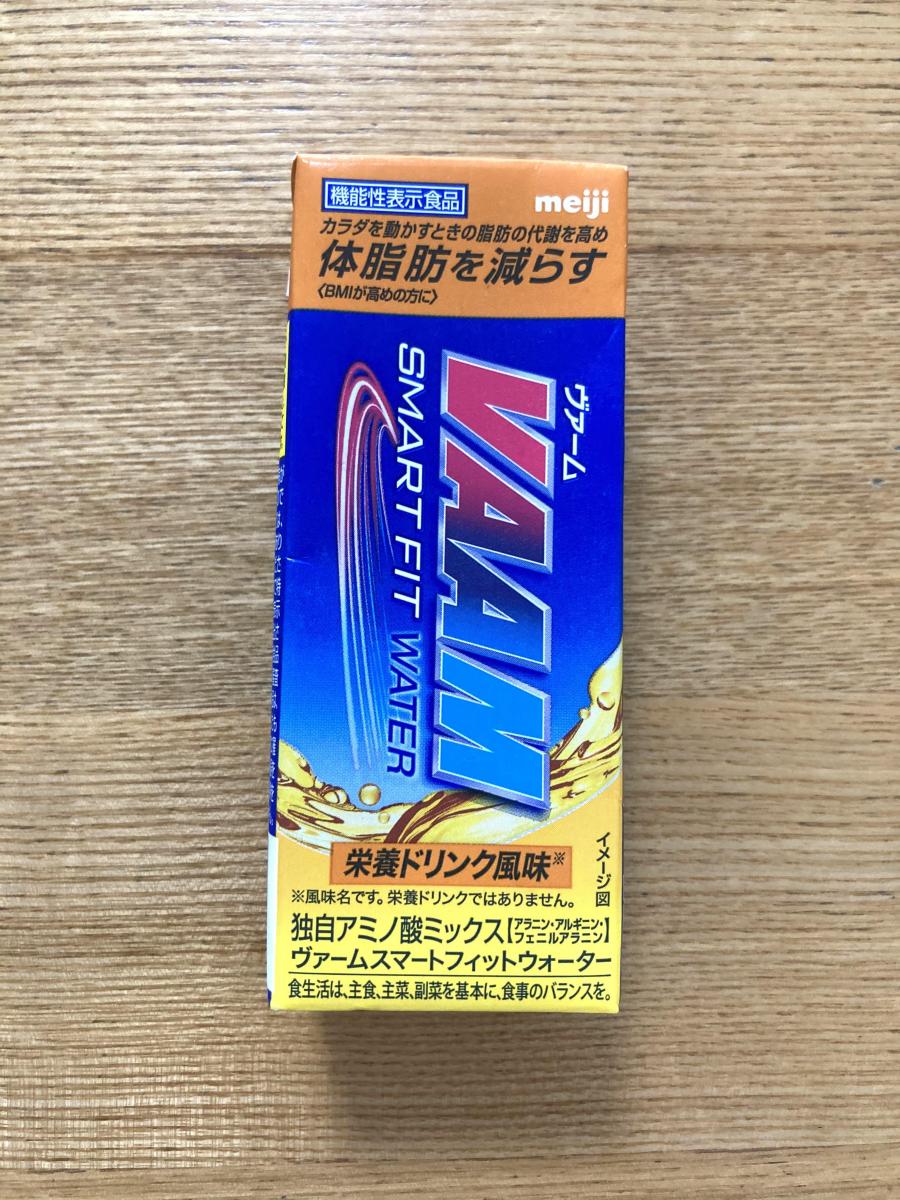 機能性表示食品
meiji
カラダを動かすときの脂肪の代謝を高め
体脂肪を減らす
〈BMIが高めの方に〉
ヴァーム
VAAM
SMART FIT WATER
イメージ図
栄養ドリンク風味※
※風味名です。栄養ドリンクではありません。
独自アミノ酸ミックス【アラニン・アルギニン・
フェニルアラニン】
ヴァームスマートフィットウォーター
食生活は、主食、主菜、副菜を基本に、食事のバランスを。